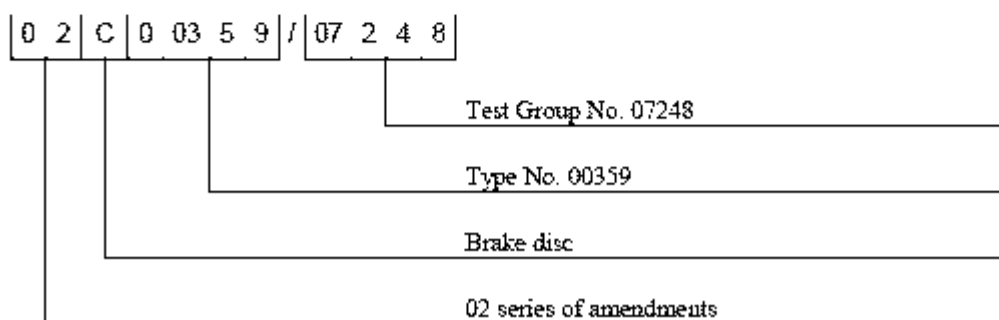 0 2 C 0 03 5 9 / 07 2 4 8
Test Group No. 07248
Type No. 00359
Brake disc
02 series of amendments